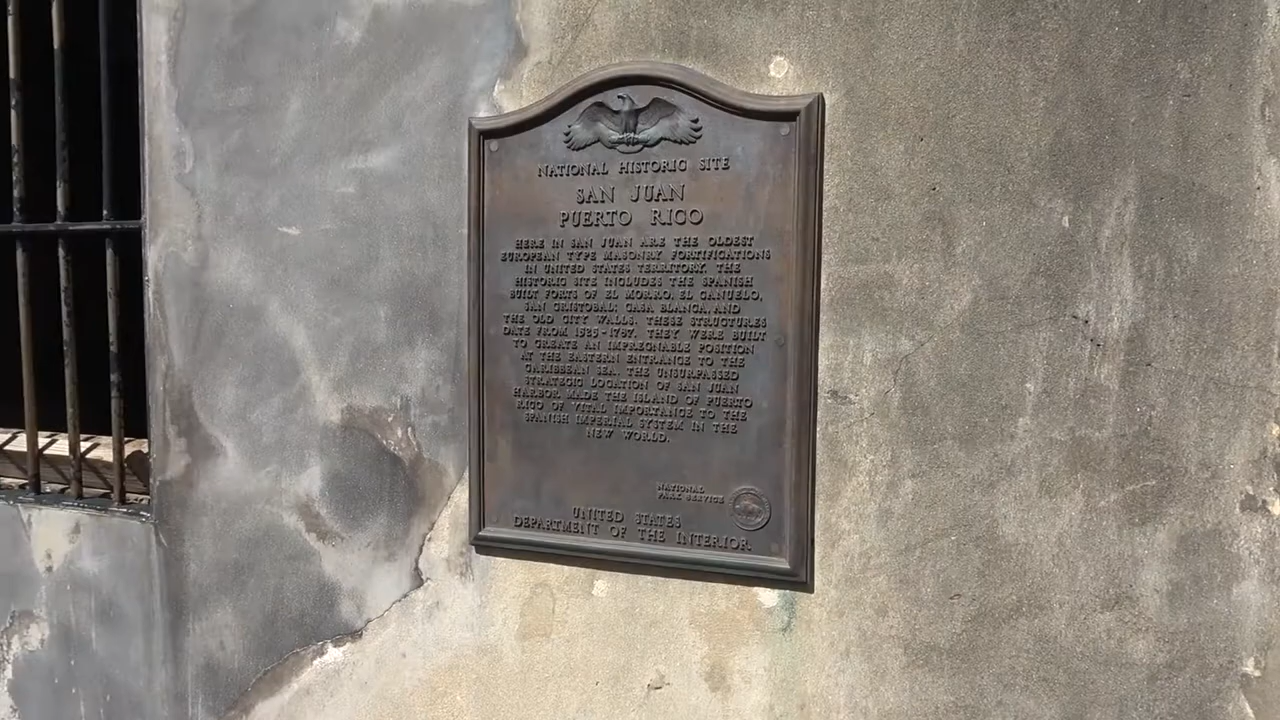 NATIONAL HISTORIC SITE
SAN JUAN
PUERTO RICO
HERE IN SAN JUAN ARE THE OLDEST
EUROPEAN TYPE MASONRY FORTIFICATIONS
IN UNITED STATES TERRITORY. THE
HISTORIC SITE INCLUDES THE SPANISH
BUILT FORTS OF EL MORRO, EL CANUELO,
SAN CRISTOBAL; CASA BLANCA, AND
THE OLD CITY WALLS. THESE STRUCTURES
DATE FROM 1525-1787. THEY WERE BUILT
TO CREATE AN IMPREGNABLE POSITION
AT THE EASTERN ENTRANCE TO THE
CARIBBEAN SEA. THE UNSURPASSED
STRATEGIC LOCATION OF SAN JUAN
HARBOR MADE THE ISLAND OF PUERTO
RICO OF VITAL IMPORTANCE TO THE
SPANISH IMPERIAL SYSTEM IN THE
NEW WORLD.
NATIONAL
PARK SERVICE
UNITED STATES
DEPARTMENT OF THE INTERIOR